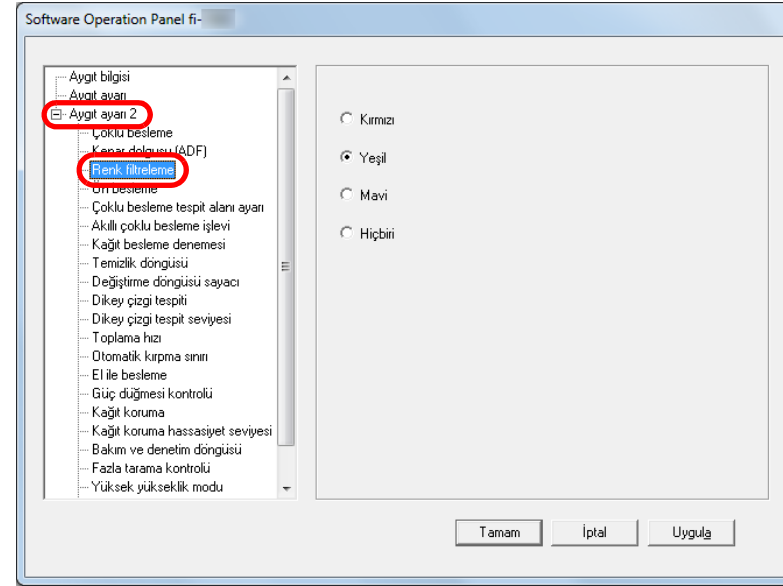 Software Operation Panel fi-
Aygıt bilgisi
Aygıt ayarı
Aygıt ayarı 2
Çoklu besleme
Kenar dolgusu (ADF)
Renk filtreleme
Ön besleme
Çoklu besleme tespit alanı ayarı
Akıllı çoklu besleme işlevi
Kağıt besleme denemesi
Temizlik döngüsü
Değiştirme döngüsü sayacı
Dikey çizgi tespiti
Dikey çizgi tespit seviyesi
Toplama hızı
Otomatik kırpma sınırı
El ile besleme
Güç düğmesi kontrolü
Kağıt koruma
Kağıt koruma hassasiyet seviyesi
Bakım ve denetim döngüsü
Fazla tarama kontrolü
Yüksek yükseklik modu
Kırmızı
Yeşil
Mavi
Hiçbiri
Tamam
İptal
Uygula